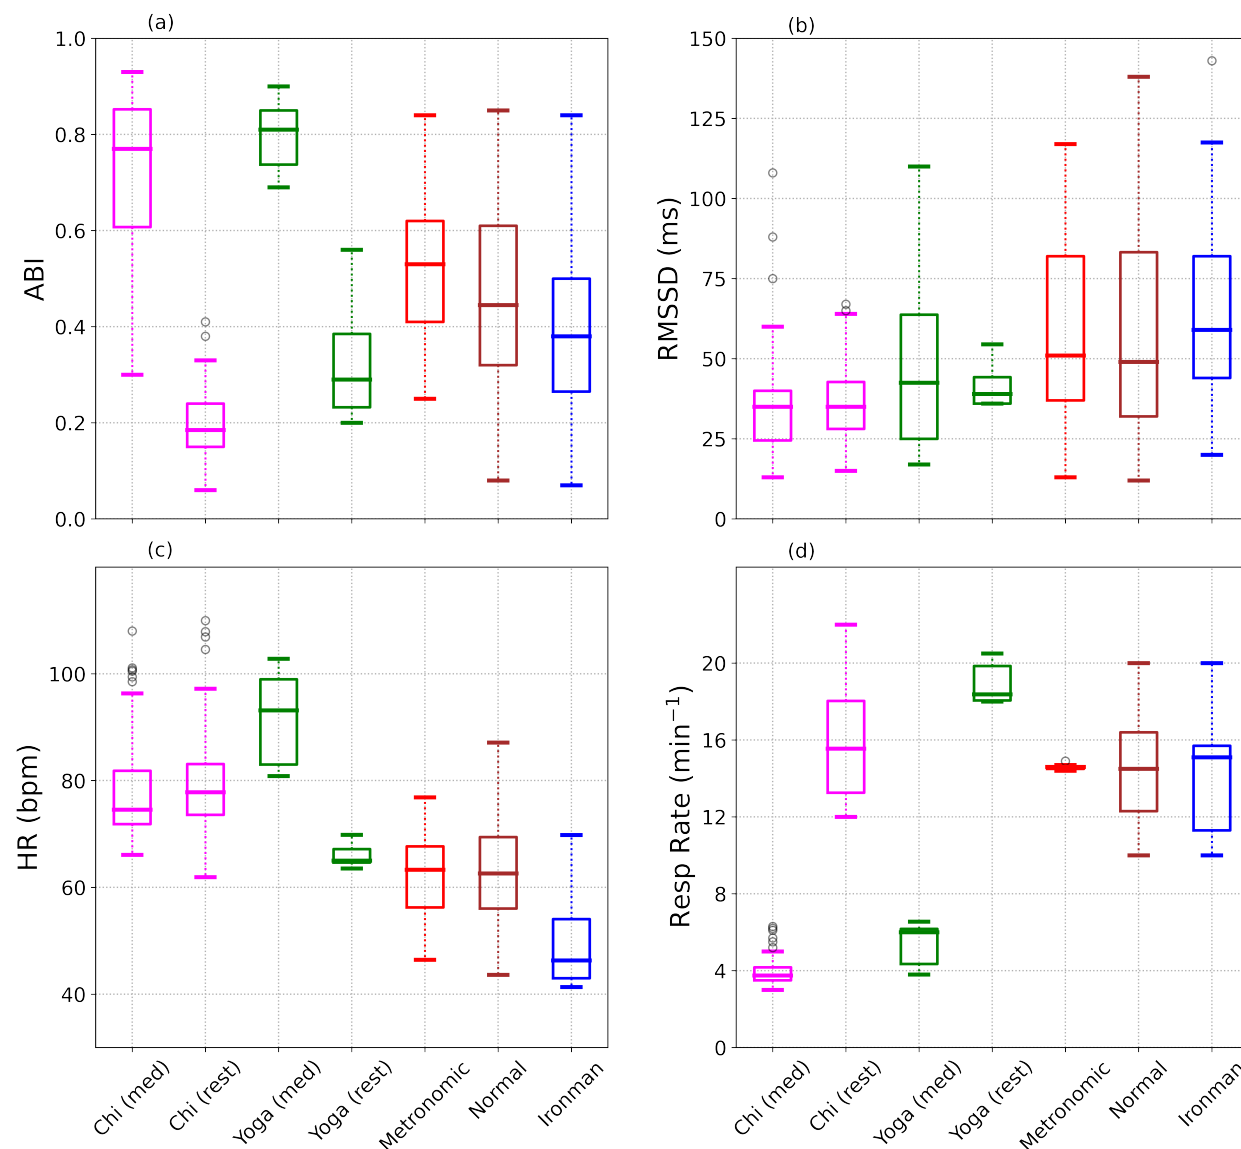 (a)
1.0
0.8
0.6
0.4
0.2
0.0
ABI
(b)
150
125
100
75
50
25
0
RMSSD (ms)
(c)
100
80
60
40
HR (bpm)
Chi (med)
Chi (rest)
Yoga (med)
Yoga (rest)
Metronomic
Normal
Ironman
(d)
20
16
12
8
4
0
Resp Rate (min⁻¹)
Chi (med)
Chi (rest)
Yoga (med)
Yoga (rest)
Metronomic
Normal
Ironman